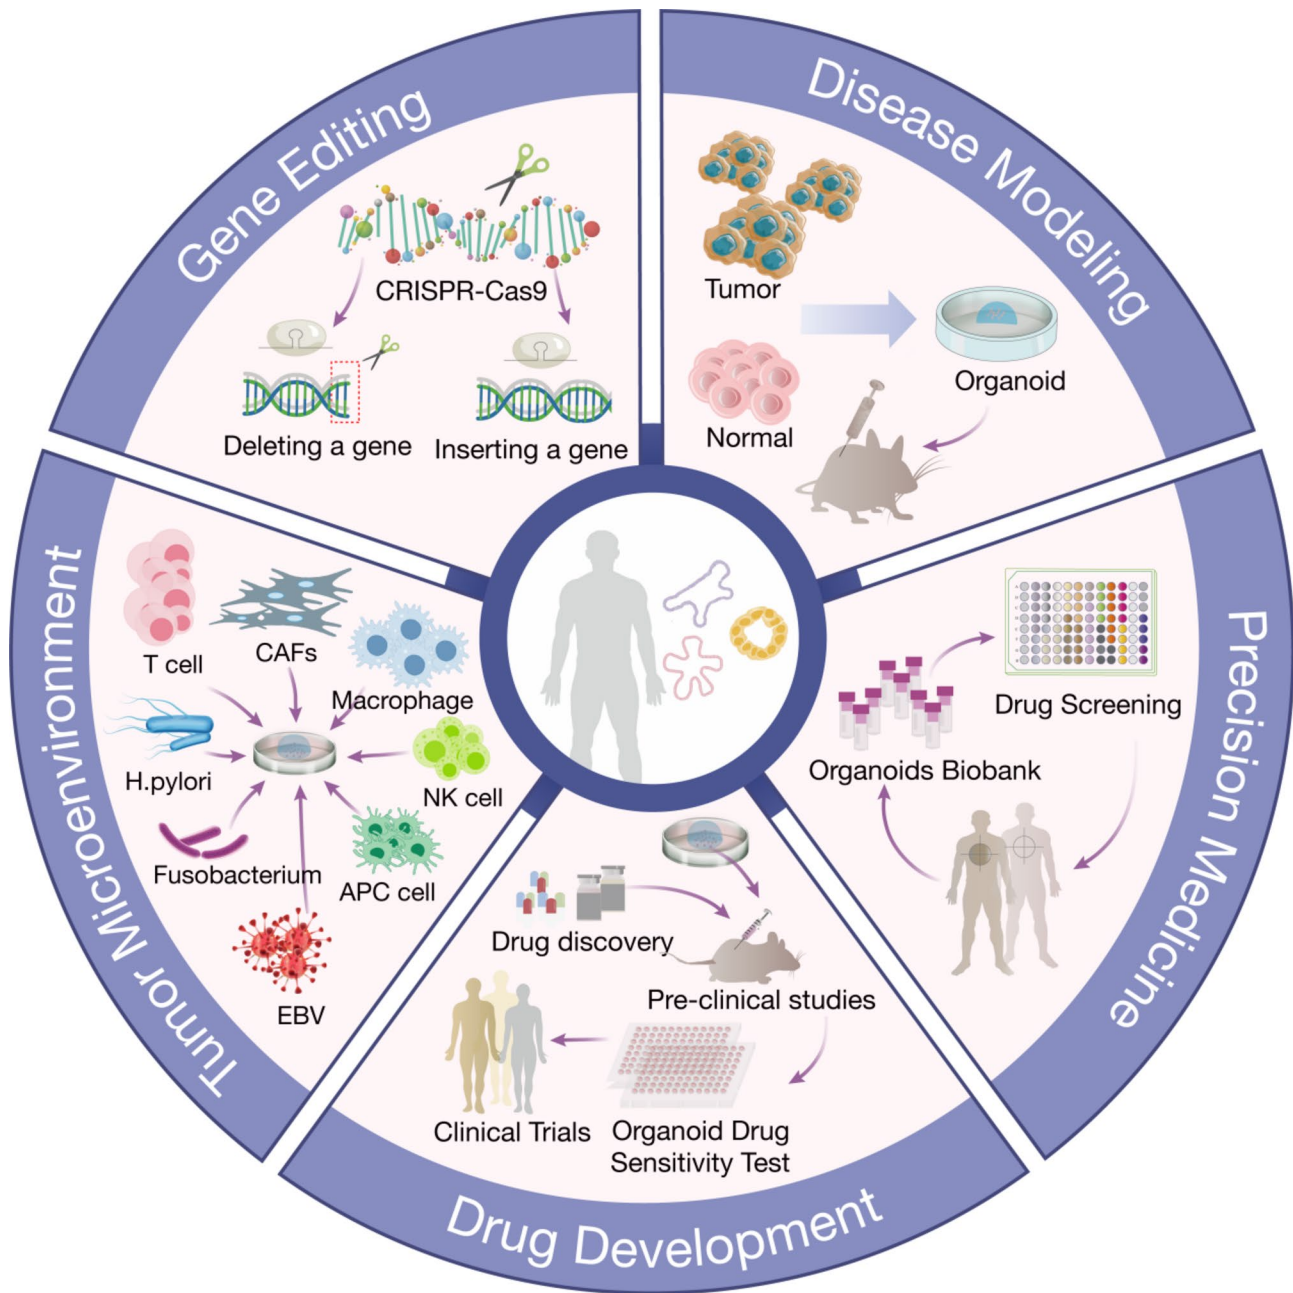 Gene Editing
CRISPR-Cas9
Deleting a gene
Inserting a gene
Disease Modeling
Tumor
Normal
Organoid
Precision Medicine
Drug Screening
Organoids Biobank
Drug Development
Drug discovery
Pre-clinical studies
Organoid Drug
Sensitivity Test
Clinical Trials
Tumor Microenvironment
T cell
CAFs
Macrophage
H.pylori
NK cell
Fusobacterium
APC cell
EBV